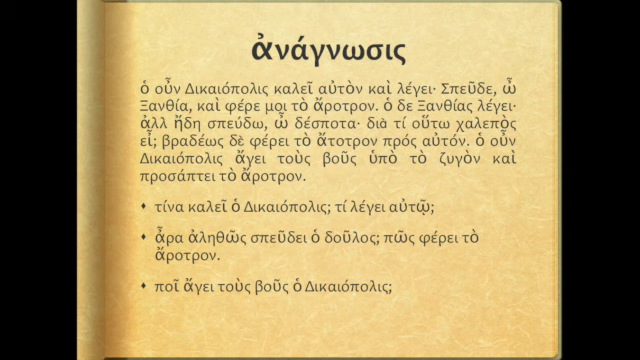 ἀνάγνωσις
ὁ οὖν Δικαιόπολις καλεῖ αὐτὸν καὶ λέγει· Σπεῦδε, ὦ
Ξανθία, καὶ φέρε μοι τὸ ἄροτρον. ὁ δε Ξανθίας λέγει·
ἀλλ ἤδη σπεύδω, ὦ δέσποτα· διὰ τί οὕτω χαλεπὸς
εἶ; βραδέως δὲ φέρει τὸ ἄτοτρον πρός αὐτόν. ὁ οὖν
Δικαιόπολις ἄγει τοὺς βοῦς ὑπὸ τὸ ζυγὸν καὶ
προσάπτει τὸ ἄροτρον.
• τίνα καλεῖ ὁ Δικαιόπολις; τί λέγει αὐτῷ;
• ἆρα ἀληθῶς σπεύδει ὁ δοῦλος; πῶς φέρει τὸ
ἄροτρον.
• ποῖ ἄγει τοὺς βοῦς ὁ Δικαιόπολις;